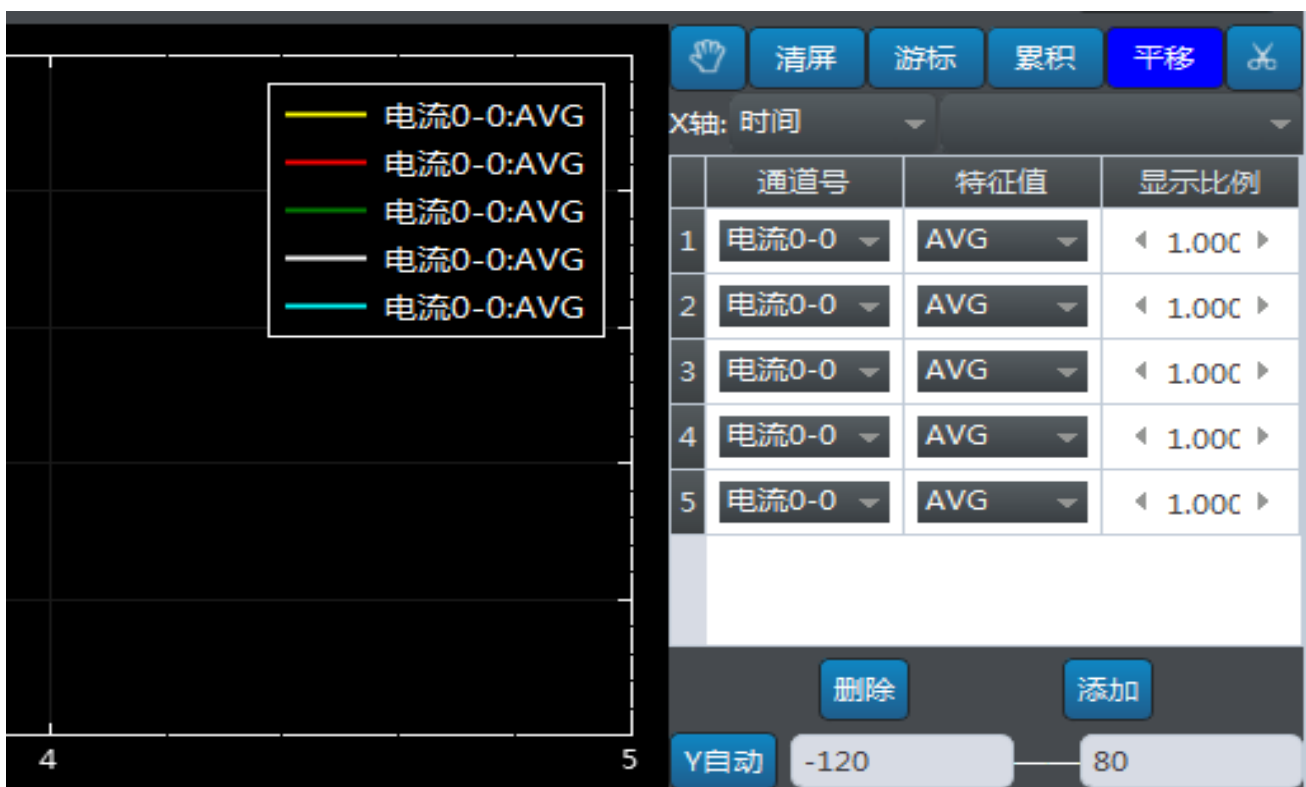 清屏 游标 累积 平移
X轴: 时间
电流0-0:AVG
电流0-0:AVG
电流0-0:AVG
电流0-0:AVG
电流0-0:AVG
通道号 特征值 显示比例
1 电流0-0 AVG 1.000
2 电流0-0 AVG 1.000
3 电流0-0 AVG 1.000
4 电流0-0 AVG 1.000
5 电流0-0 AVG 1.000
删除 添加
4 5
Y自动 -120 80